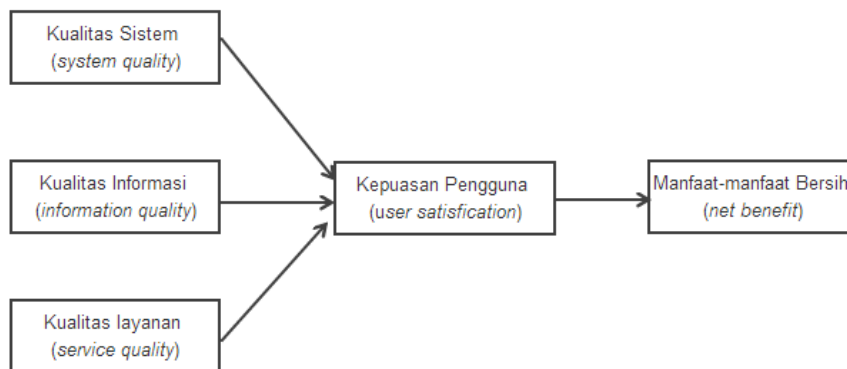 Kualitas Sistem
(system quality)
Kualitas Informasi
(information quality)
Kepuasan Pengguna
(user satisfication)
Manfaat-manfaat Bersih
(net benefit)
Kualitas layanan
(service quality)